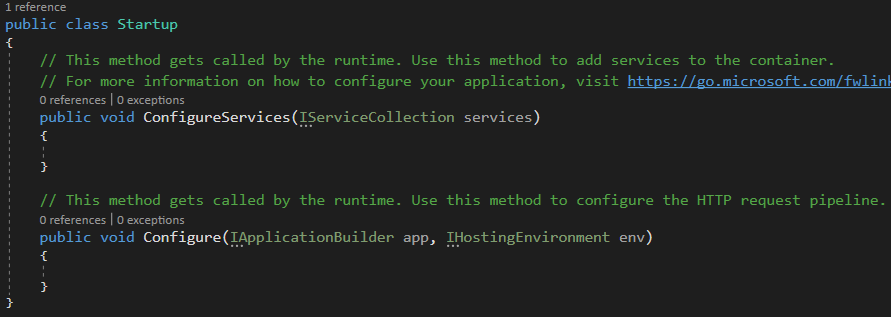 1 reference
public class Startup
{
// This method gets called by the runtime. Use this method to add services to the container.
// For more information on how to configure your application, visit https://go.microsoft.com/fwlink
0 references | 0 exceptions
public void ConfigureServices(IServiceCollection services)
{
}
// This method gets called by the runtime. Use this method to configure the HTTP request pipeline.
0 references | 0 exceptions
public void Configure(IApplicationBuilder app, IHostingEnvironment env)
{
}
}